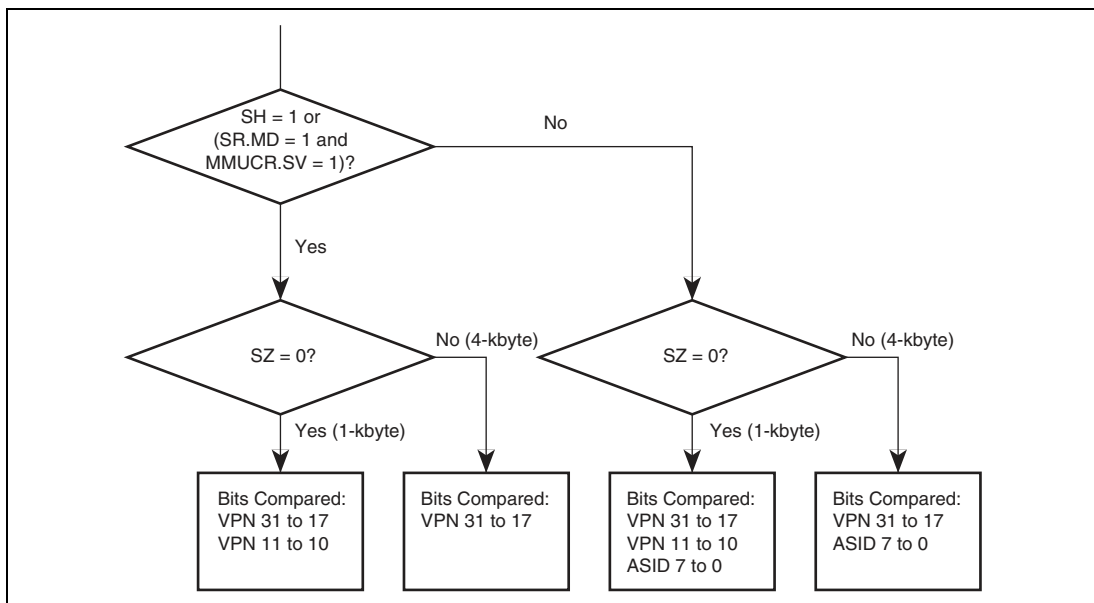 SH = 1 or
(SR.MD = 1 and
MMUCR.SV = 1)?
No
Yes
SZ = 0?
No (4-kbyte)
Yes (1-kbyte)
SZ = 0?
No (4-kbyte)
Yes (1-kbyte)
Bits Compared:
VPN 31 to 17
VPN 11 to 10
Bits Compared:
VPN 31 to 17
Bits Compared:
VPN 31 to 17
VPN 11 to 10
ASID 7 to 0
Bits Compared:
VPN 31 to 17
ASID 7 to 0